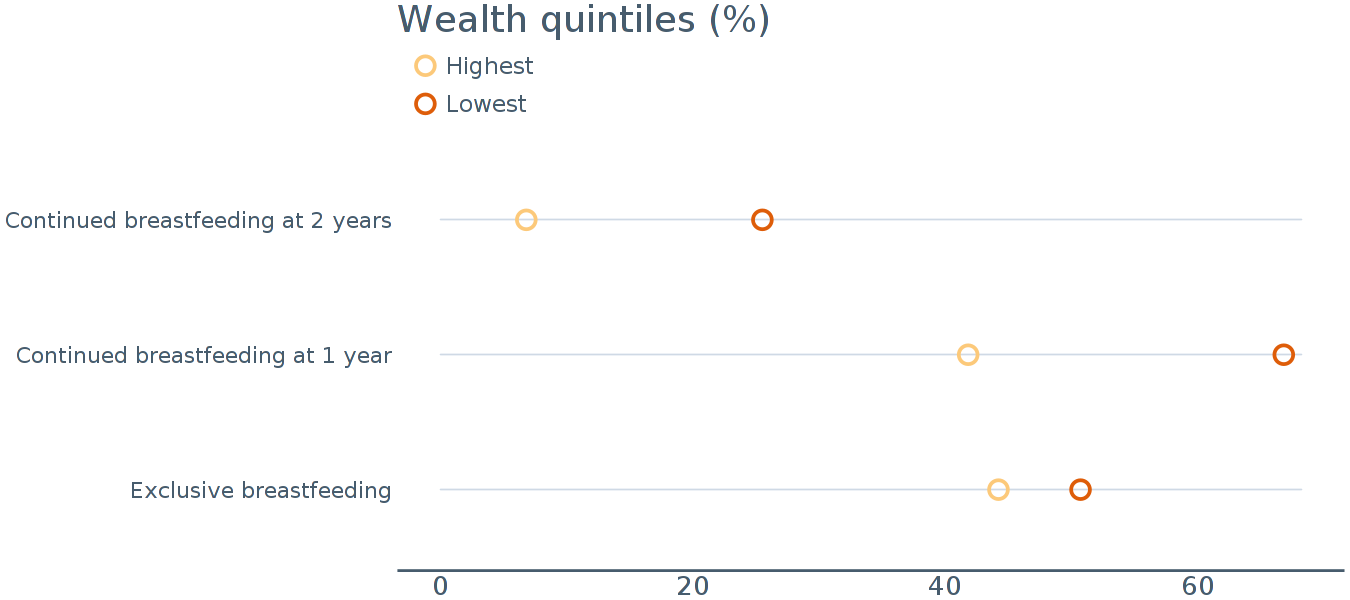 Wealth quintiles (%)
Highest
Lowest
Continued breastfeeding at 2 years
Continued breastfeeding at 1 year
Exclusive breastfeeding
0 20 40 60